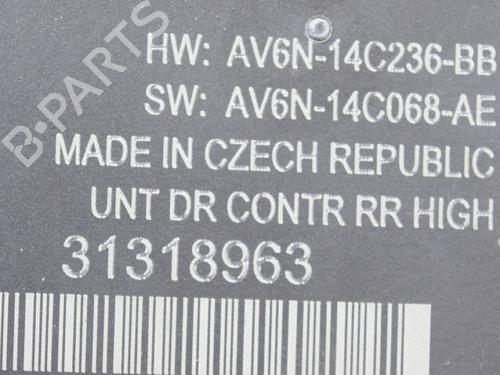 HW: AV6N-14C236-BB
SW: AV6N-14C068-AE
MADE IN CZECH REPUBLIC
UNT DR CONTR RR HIGH
31318963
B-PARTS